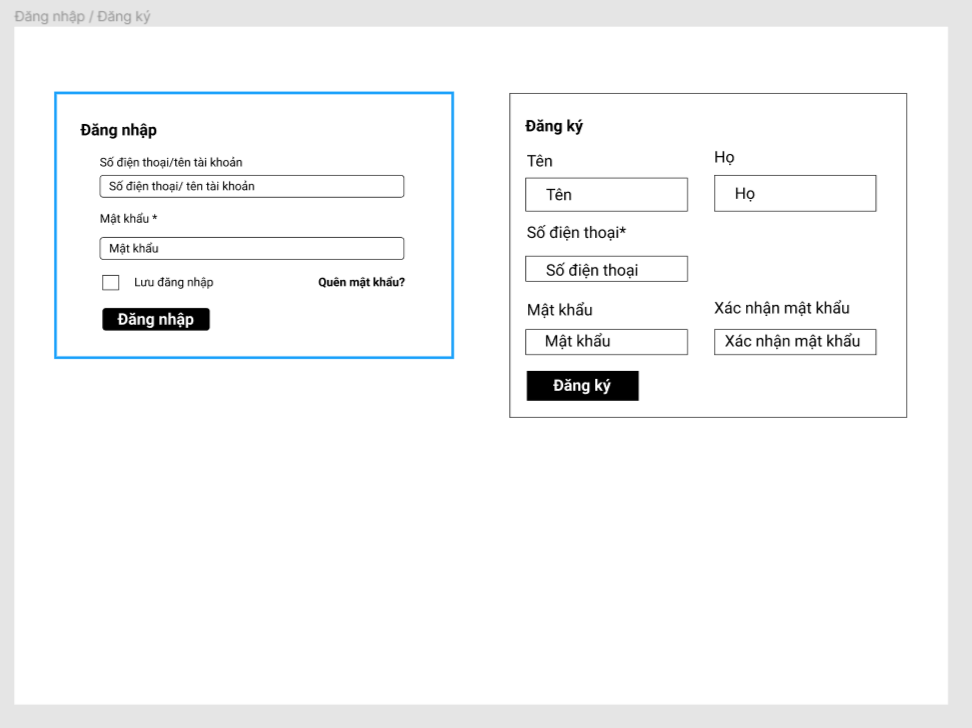 Đăng nhập / Đăng ký
Đăng nhập
Số điện thoại/tên tài khoản
Số điện thoại/ tên tài khoản
Mật khẩu *
Mật khẩu
Lưu đăng nhập
Quên mật khẩu?
Đăng nhập
Đăng ký
Tên
Họ
Tên
Họ
Số điện thoại*
Số điện thoại
Mật khẩu
Xác nhận mật khẩu
Mật khẩu
Xác nhận mật khẩu
Đăng ký